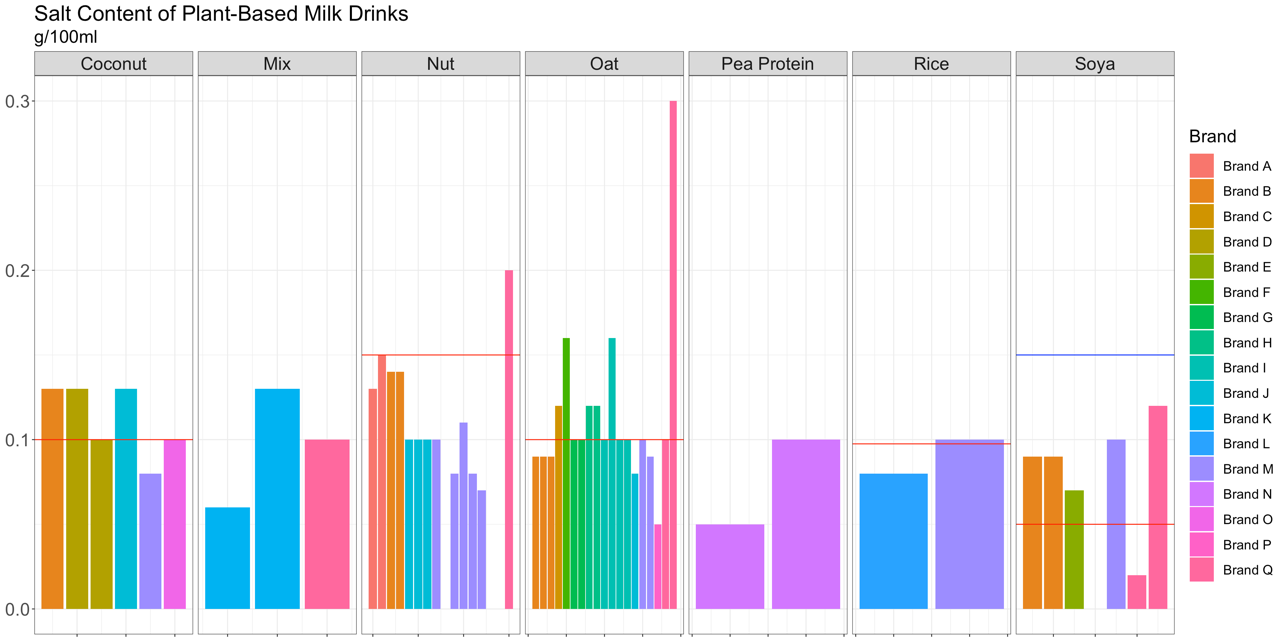 Salt Content of Plant-Based Milk Drinks
g/100ml
Coconut Mix Nut Oat Pea Protein Rice Soya
0.3
0.2
0.1
0.0
Brand
Brand A
Brand B
Brand C
Brand D
Brand E
Brand F
Brand G
Brand H
Brand I
Brand J
Brand K
Brand L
Brand M
Brand N
Brand O
Brand P
Brand Q